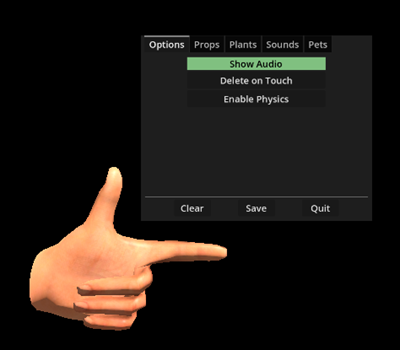 Options Props Plants Sounds Pets
Show Audio
Delete on Touch
Enable Physics
Clear Save Quit